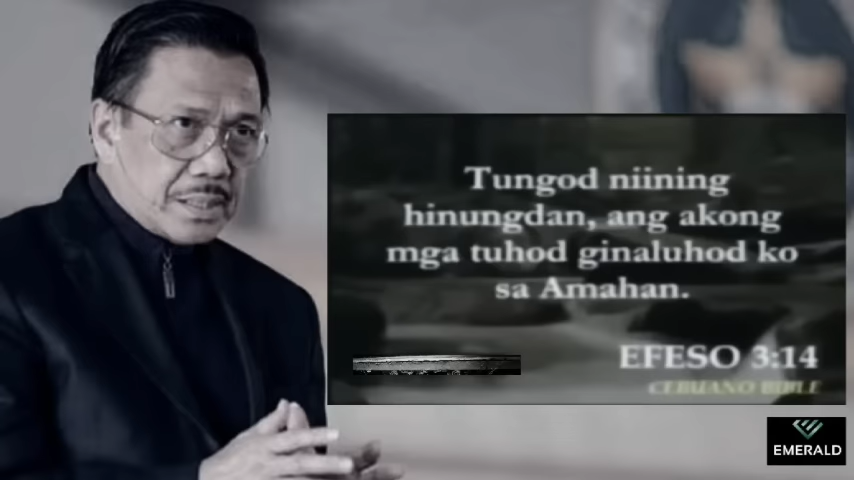 Tungod niining
hinungdan, ang akong
mga tuhod ginaluhod ko
sa Amahan.
EFESO 3:14
CEBUANO BIBLE
EMERALD